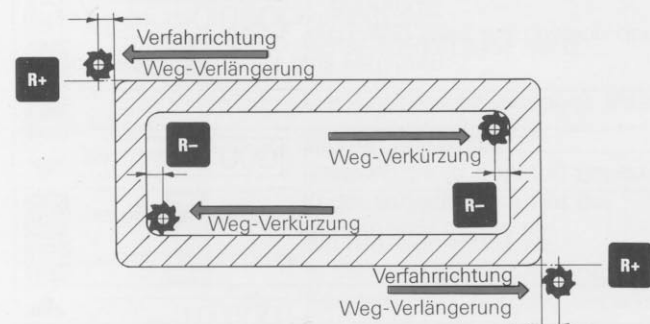 Verfahrrichtung
R+
Weg-Verlängerung
R–
Weg-Verkürzung
R–
Weg-Verkürzung
Verfahrrichtung
R+
Weg-Verlängerung